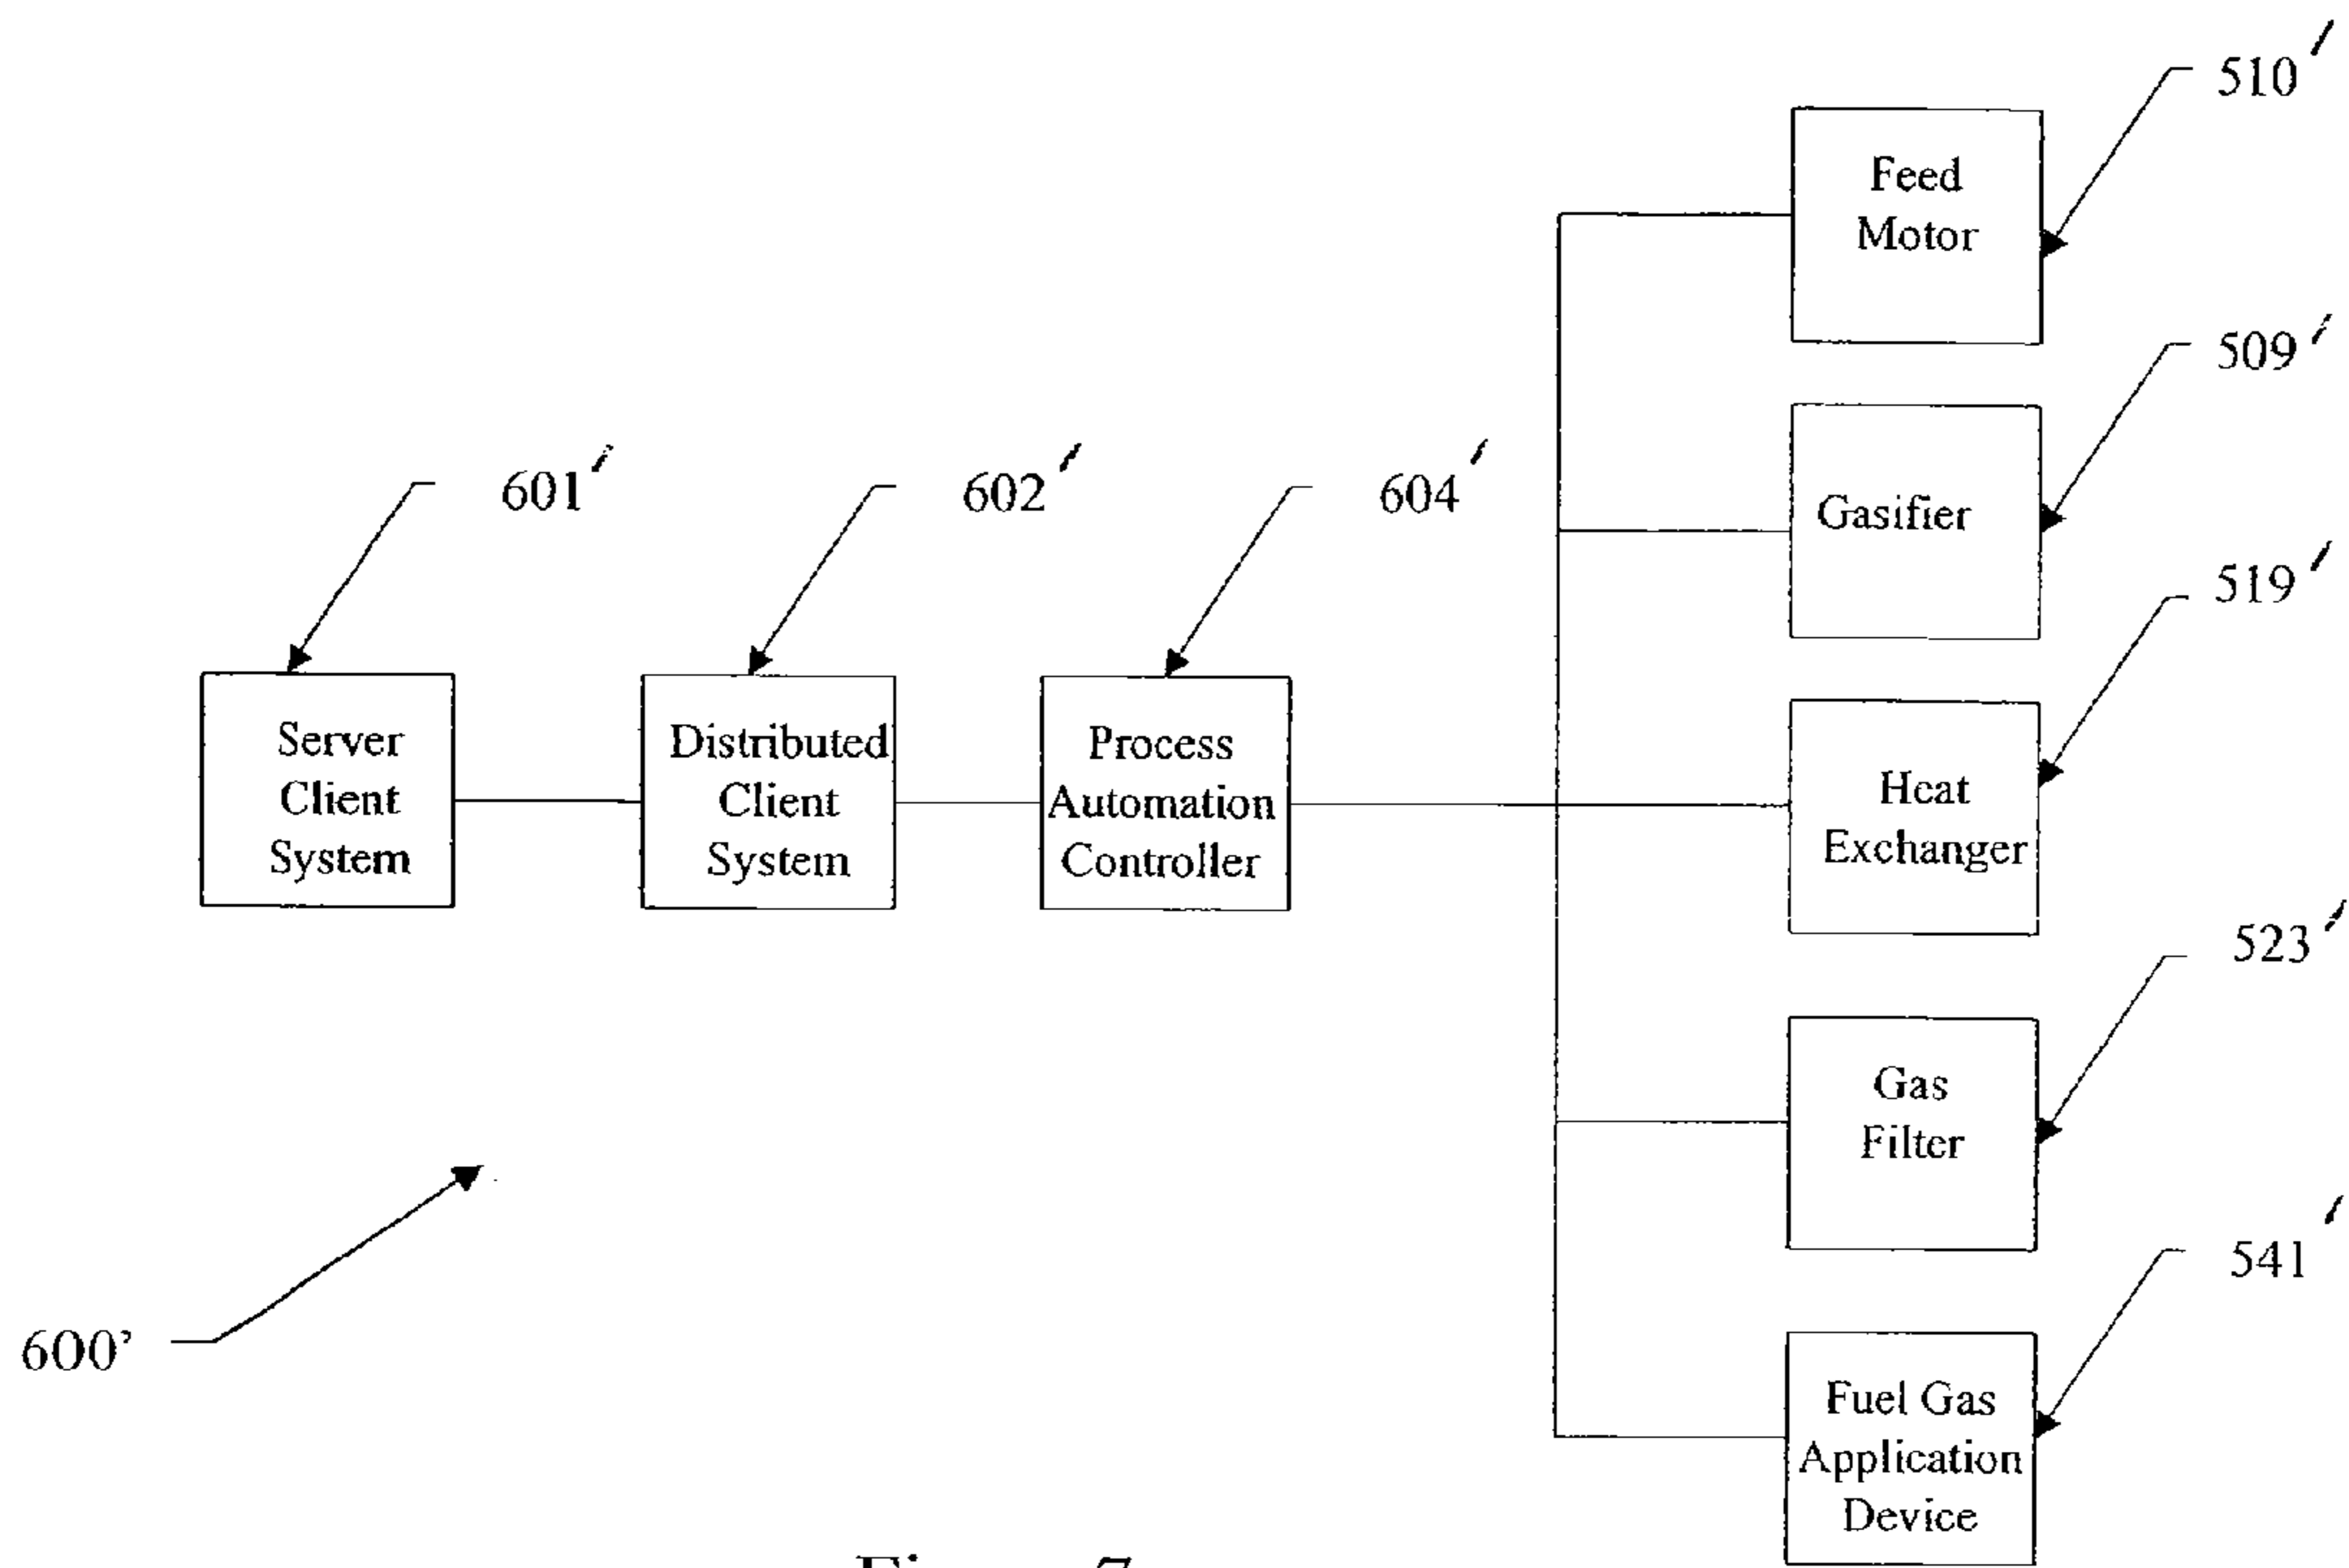 510′
Feed
Motor
509′
Gasifier
519′
Heat
Exchanger
601′
602′
604′
Server
Client
System
Distributed
Client
System
Process
Automation
Controller
523′
Gas
Filter
541′
Fuel Gas
Application
Device
600’
7